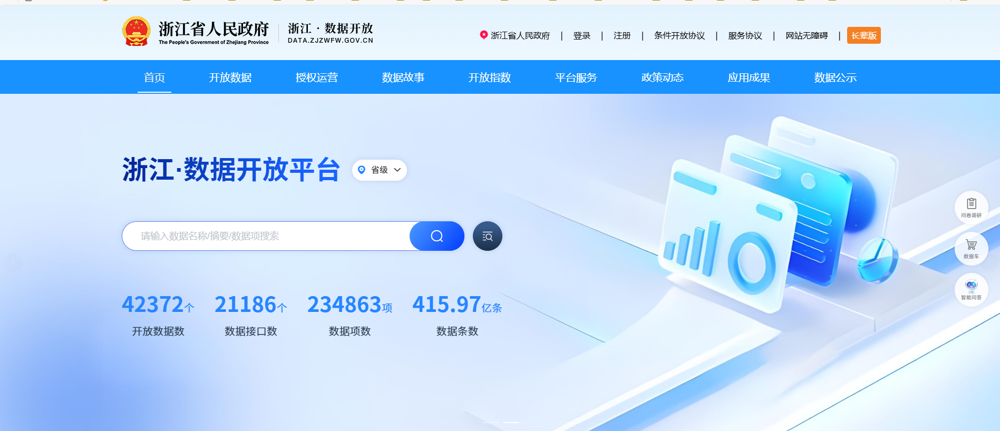 浙江省人民政府
The People's Government of Zhejiang Province
浙江 · 数据开放
DATA.ZJZWFW.GOV.CN
浙江省人民政府 | 登录 | 注册 | 条件开放协议 | 服务协议 | 网站无障碍 | 长辈版
首页 开放数据 授权运营 数据故事 开放指数 平台服务 政策动态 应用成果 数据公示
浙江·数据开放平台 省级
请输入数据名称/摘要/数据项搜索
42372个 21186个 234863项 415.97亿条
开放数据数 数据接口数 数据项数 数据条数
问卷调研
数据车
智能问答